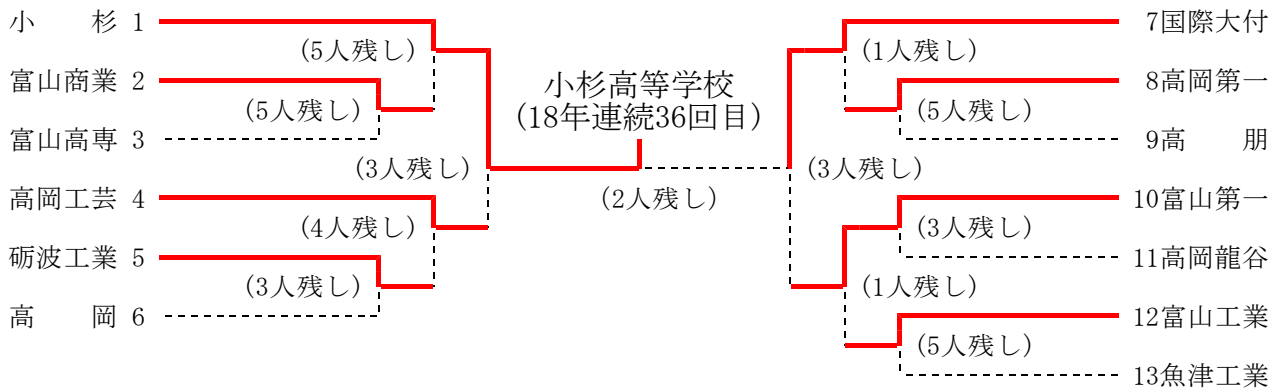 小　杉 1
(5人残し)
富山商業 2
(5人残し)
富山高専 3
(3人残し)
高岡工芸 4
(4人残し)
砺波工業 5
(3人残し)
高　岡 6
小杉高等学校
(18年連続36回目)
(2人残し)
7国際大付
(1人残し)
8高岡第一
(5人残し)
9高　朋
(3人残し)
10富山第一
(3人残し)
11高岡龍谷
(1人残し)
12富山工業
(5人残し)
13魚津工業